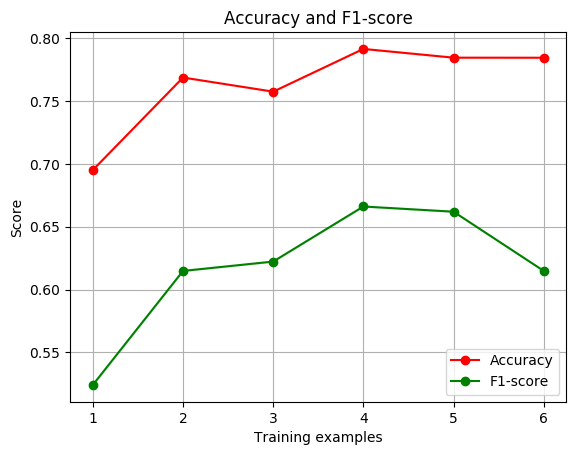 Accuracy and F1-score
0.80
0.75
0.70
0.65
0.60
0.55
Score
1 2 3 4 5 6
Training examples
Accuracy
F1-score